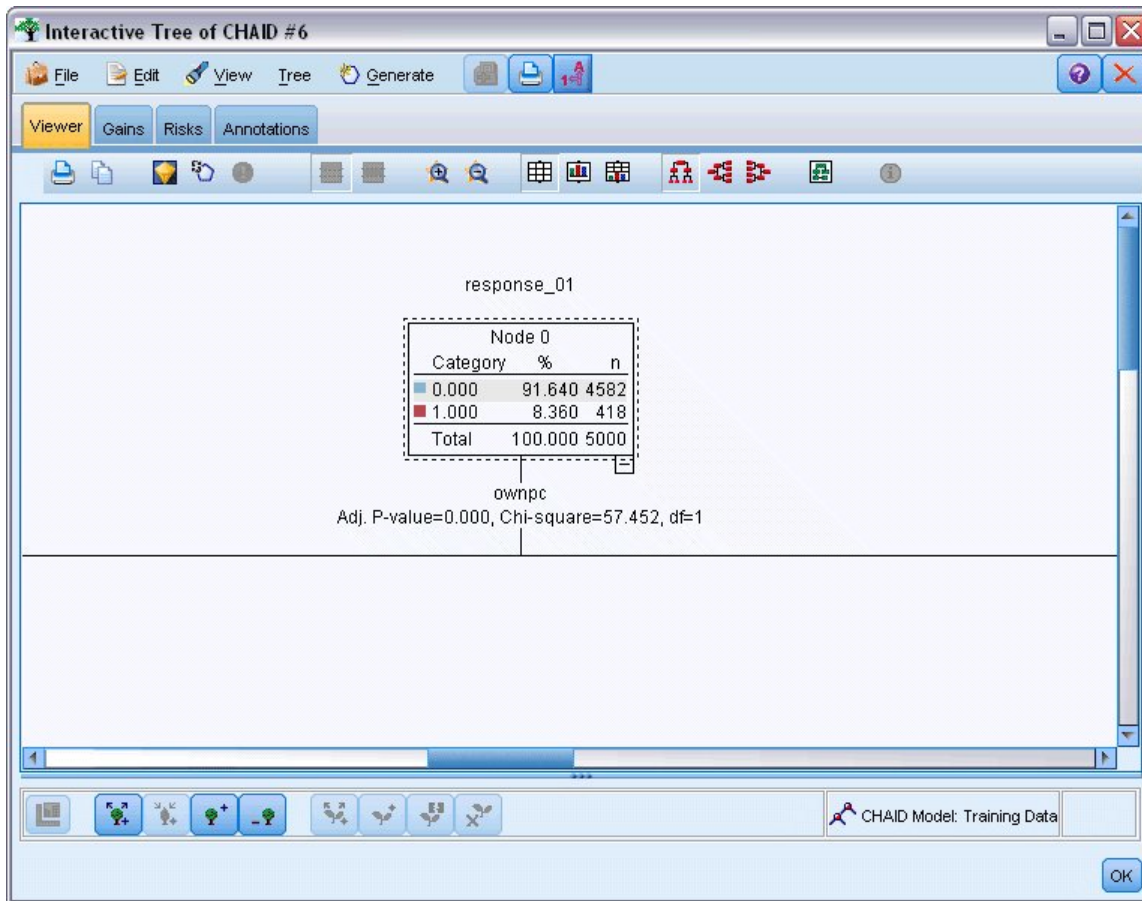 Interactive Tree of CHAID #6
File Edit View Tree Generate
Viewer Gains Risks Annotations
response_01
Node 0
Category % n
0.000 91.640 4582
1.000 8.360 418
Total 100.000 5000
ownpc
Adj. P-value=0.000, Chi-square=57.452, df=1
CHAID Model: Training Data
OK